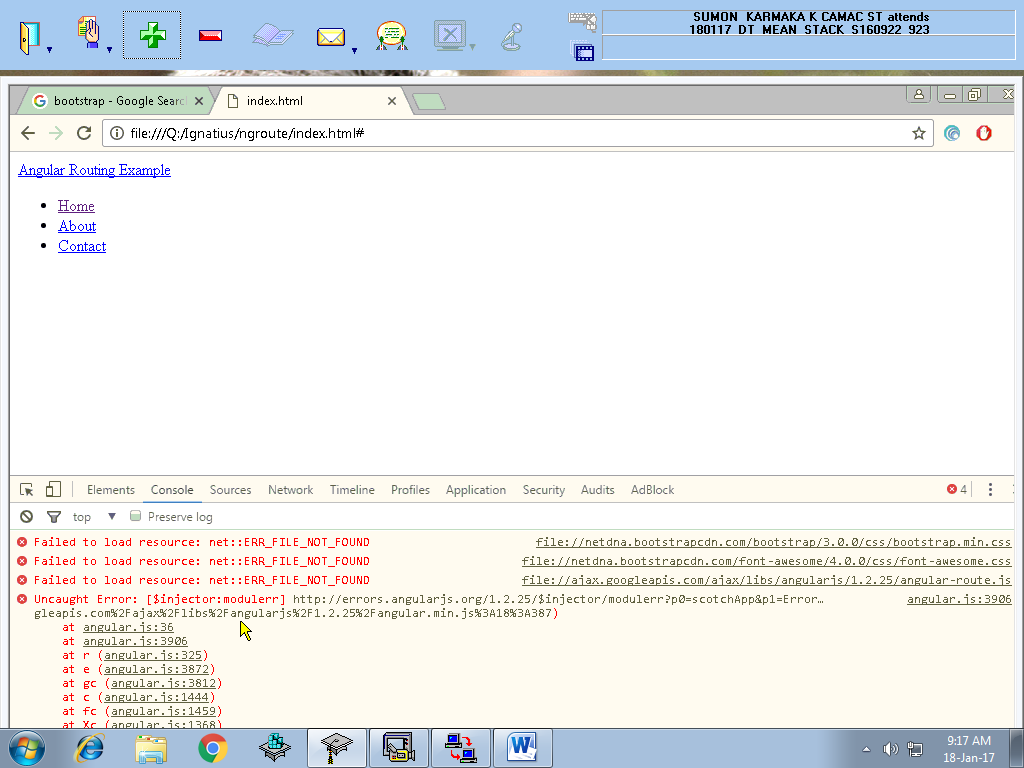 SUMON KARMAKA K CAMAC ST attends
180117 DT MEAN STACK S160922 923
bootstrap - Google Searc
index.html
file:///Q:/Ignatius/ngroute/index.html#
Angular Routing Example
Home
About
Contact
Elements Console Sources Network Timeline Profiles Application Security Audits AdBlock 4
top Preserve log
Failed to load resource: net::ERR_FILE_NOT_FOUND file://netdna.bootstrapcdn.com/bootstrap/3.0.0/css/bootstrap.min.css
Failed to load resource: net::ERR_FILE_NOT_FOUND file://netdna.bootstrapcdn.com/font-awesome/4.0.0/css/font-awesome.css
Failed to load resource: net::ERR_FILE_NOT_FOUND file://ajax.googleapis.com/ajax/libs/angularjs/1.2.25/angular-route.js
Uncaught Error: [$injector:modulerr] http://errors.angularjs.org/1.2.25/$injector/modulerr?p0=scotchApp&p1=Error… angular.js:3906
gleapis.com%2Fajax%2Flibs%2Fangularjs%2F1.2.25%2Fangular.min.js%3A18%3A387)
at angular.js:36
at angular.js:3906
at r (angular.js:325)
at e (angular.js:3872)
at gc (angular.js:3812)
at c (angular.js:1444)
at fc (angular.js:1459)
at Xc (angular.js:1368)
9:17 AM
18-Jan-17